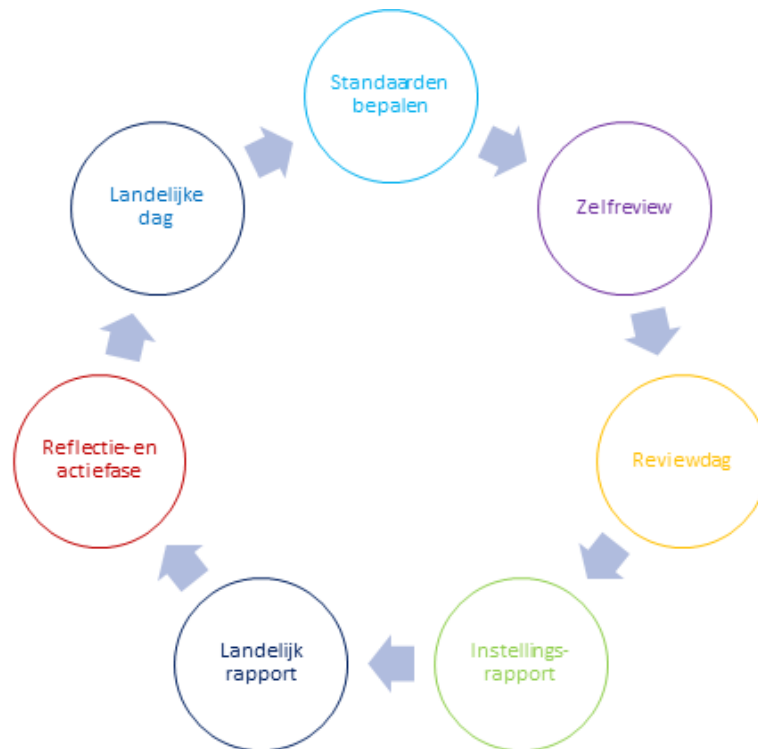 Standaarden
bepalen
Zelfreview
Reviewdag
Instellings-
rapport
Landelijk
rapport
Reflectie- en
actiefase
Landelijke
dag